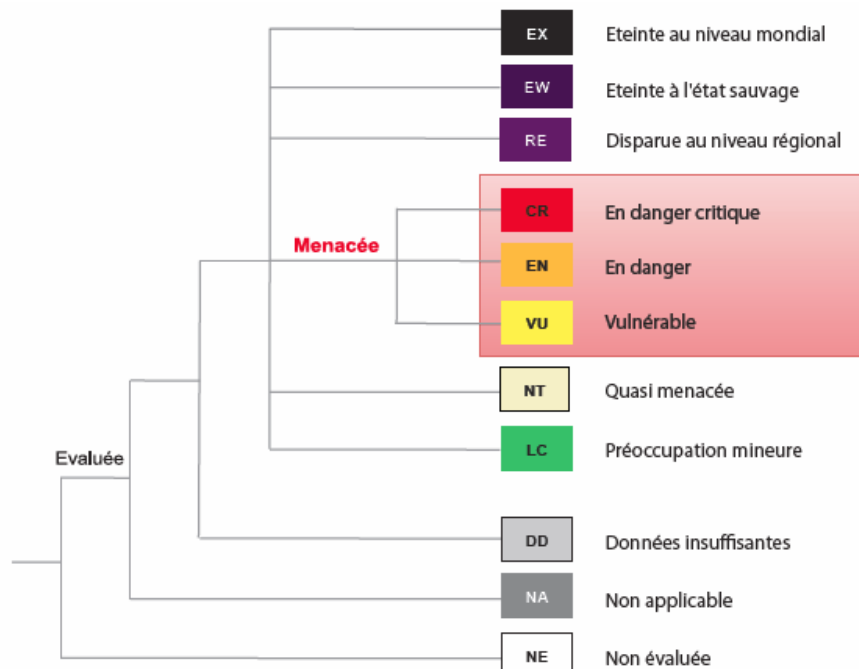 EX Eteinte au niveau mondial
EW Eteinte à l'état sauvage
RE Disparue au niveau régional
CR En danger critique
Menacée
EN En danger
VU Vulnérable
NT Quasi menacée
LC Préoccupation mineure
Evaluée
DD Données insuffisantes
NA Non applicable
NE Non évaluée